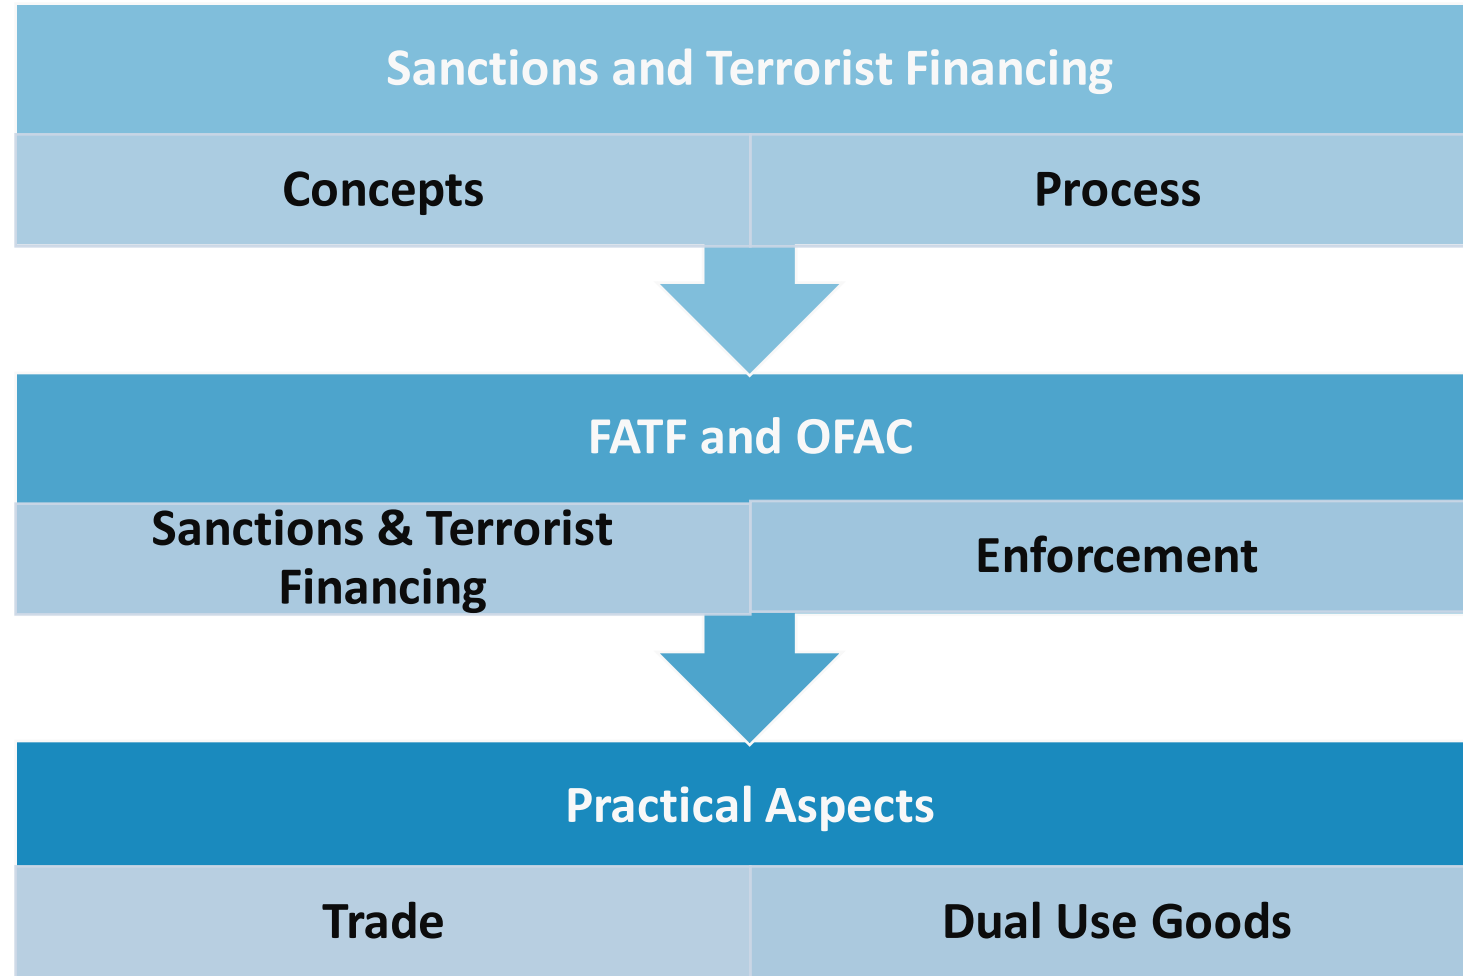 Sanctions and Terrorist Financing
Concepts
Process
FATF and OFAC
Sanctions & Terrorist
Financing
Enforcement
Practical Aspects
Trade
Dual Use Goods